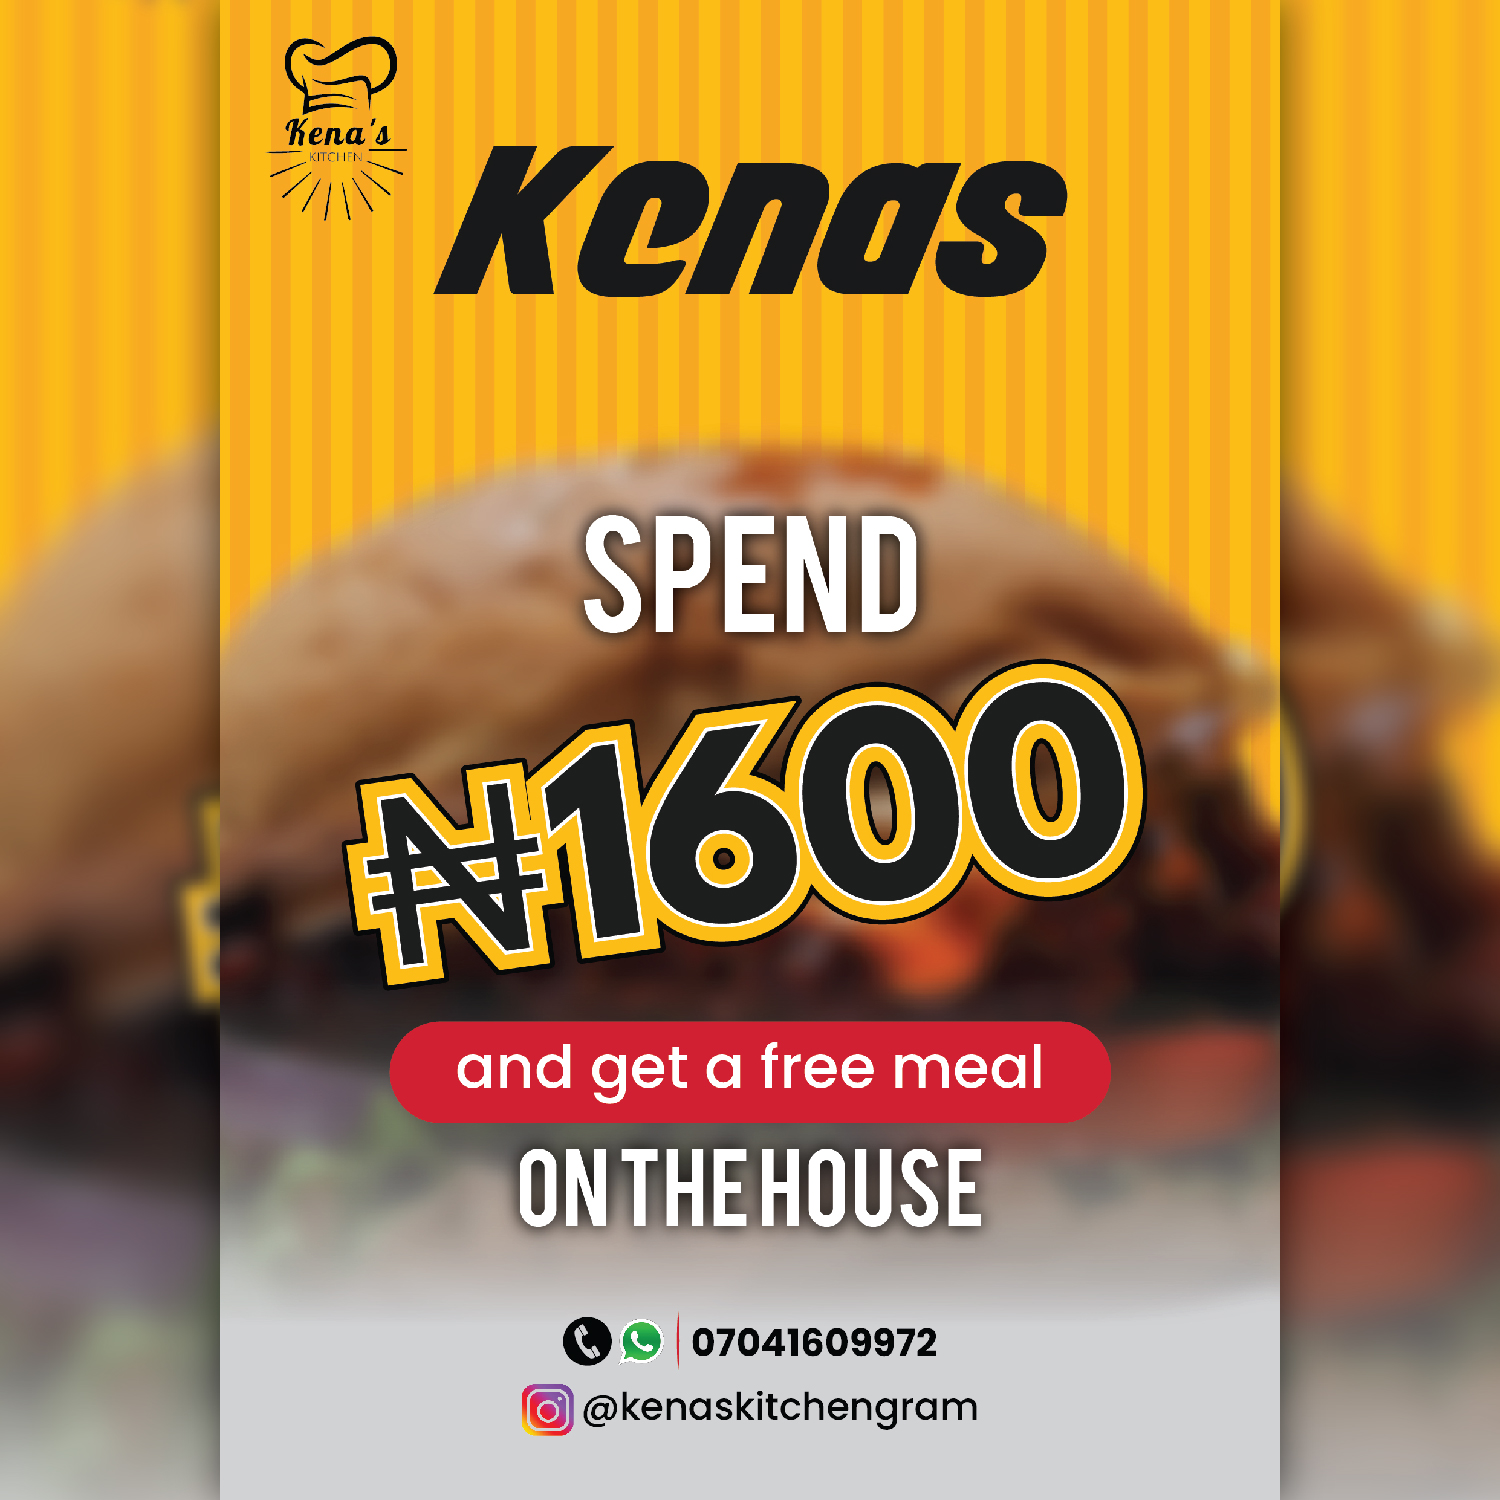 Kena's
KITCHEN
Kenas
SPEND
₦1600
and get a free meal
ON THE HOUSE
07041609972
@kenaskitchengram